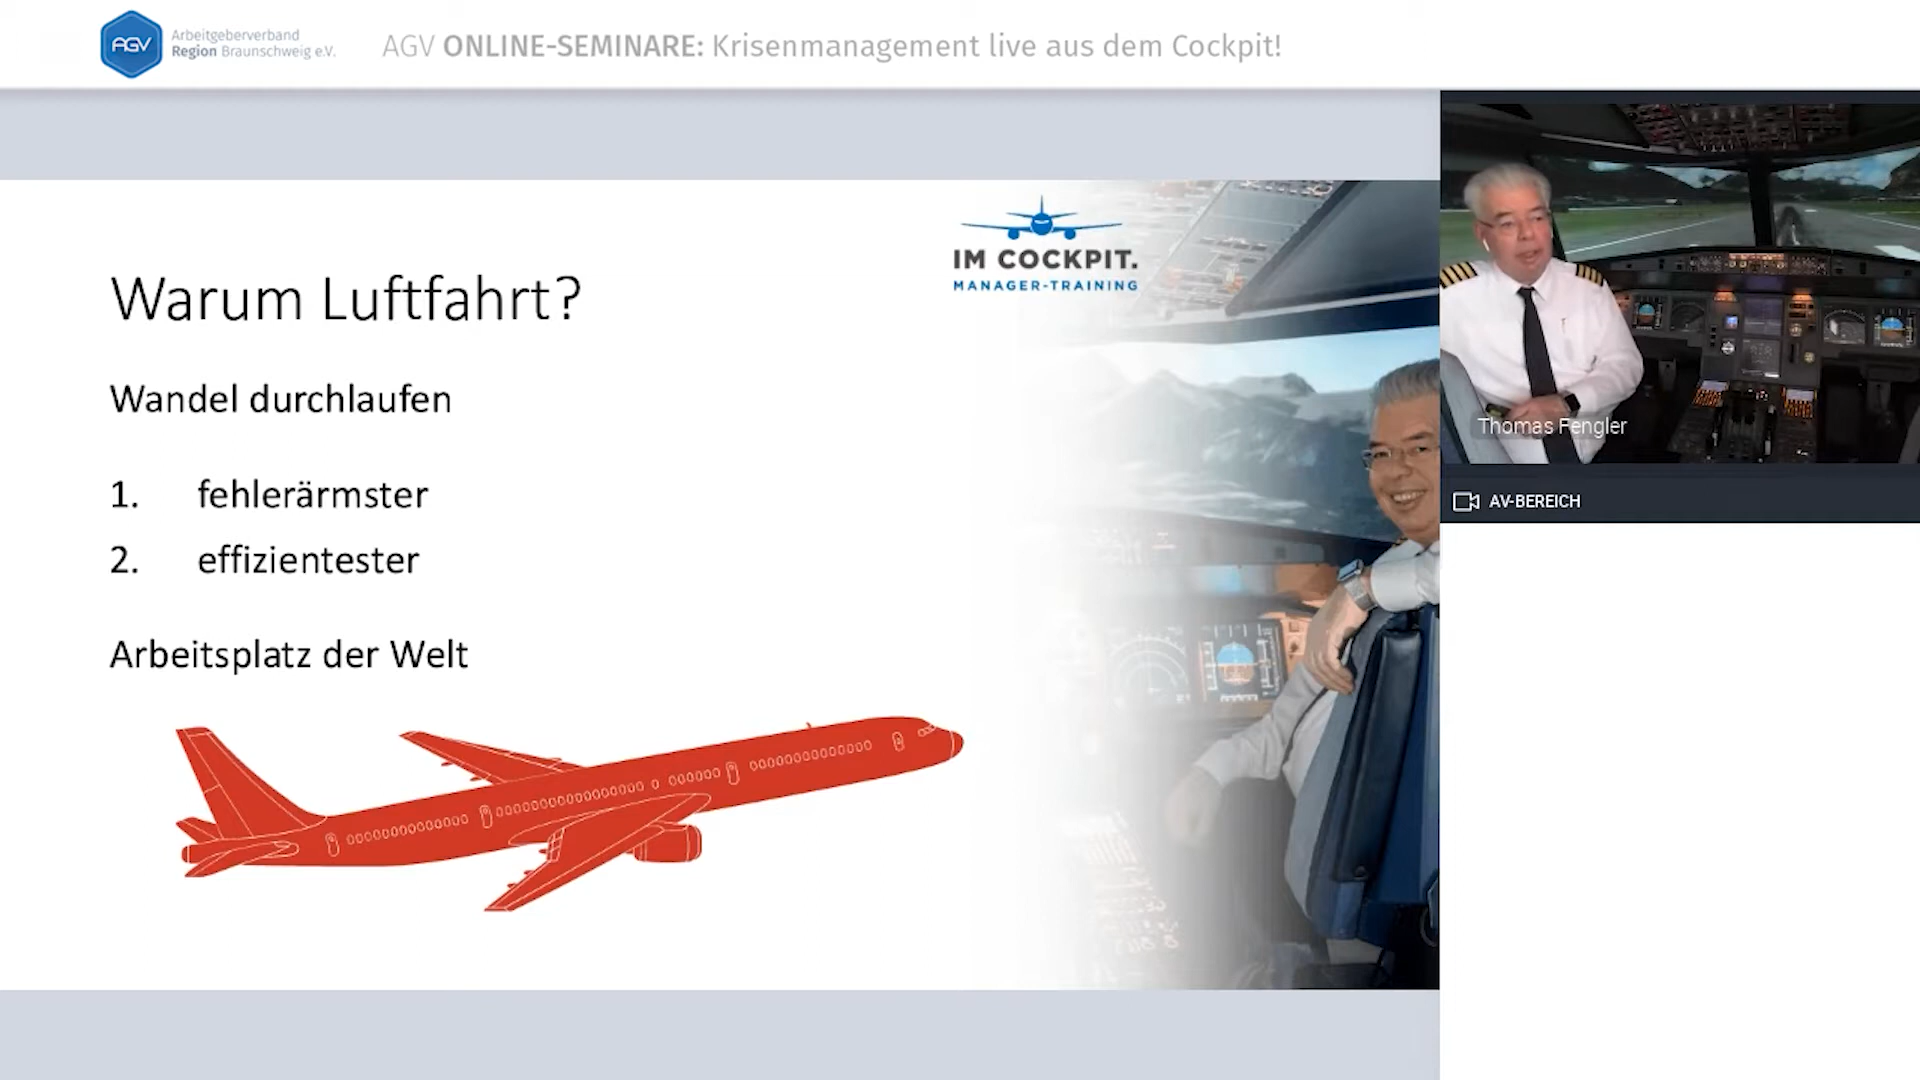 AGV
Arbeitgeberverband
Region Braunschweig e.V.
AGV ONLINE-SEMINARE: Krisenmanagement live aus dem Cockpit!
IM COCKPIT.
MANAGER-TRAINING
Warum Luftfahrt?
Wandel durchlaufen
1. fehlerärmster
2. effizientester
Arbeitsplatz der Welt
Thomas Fengler
AV-BEREICH